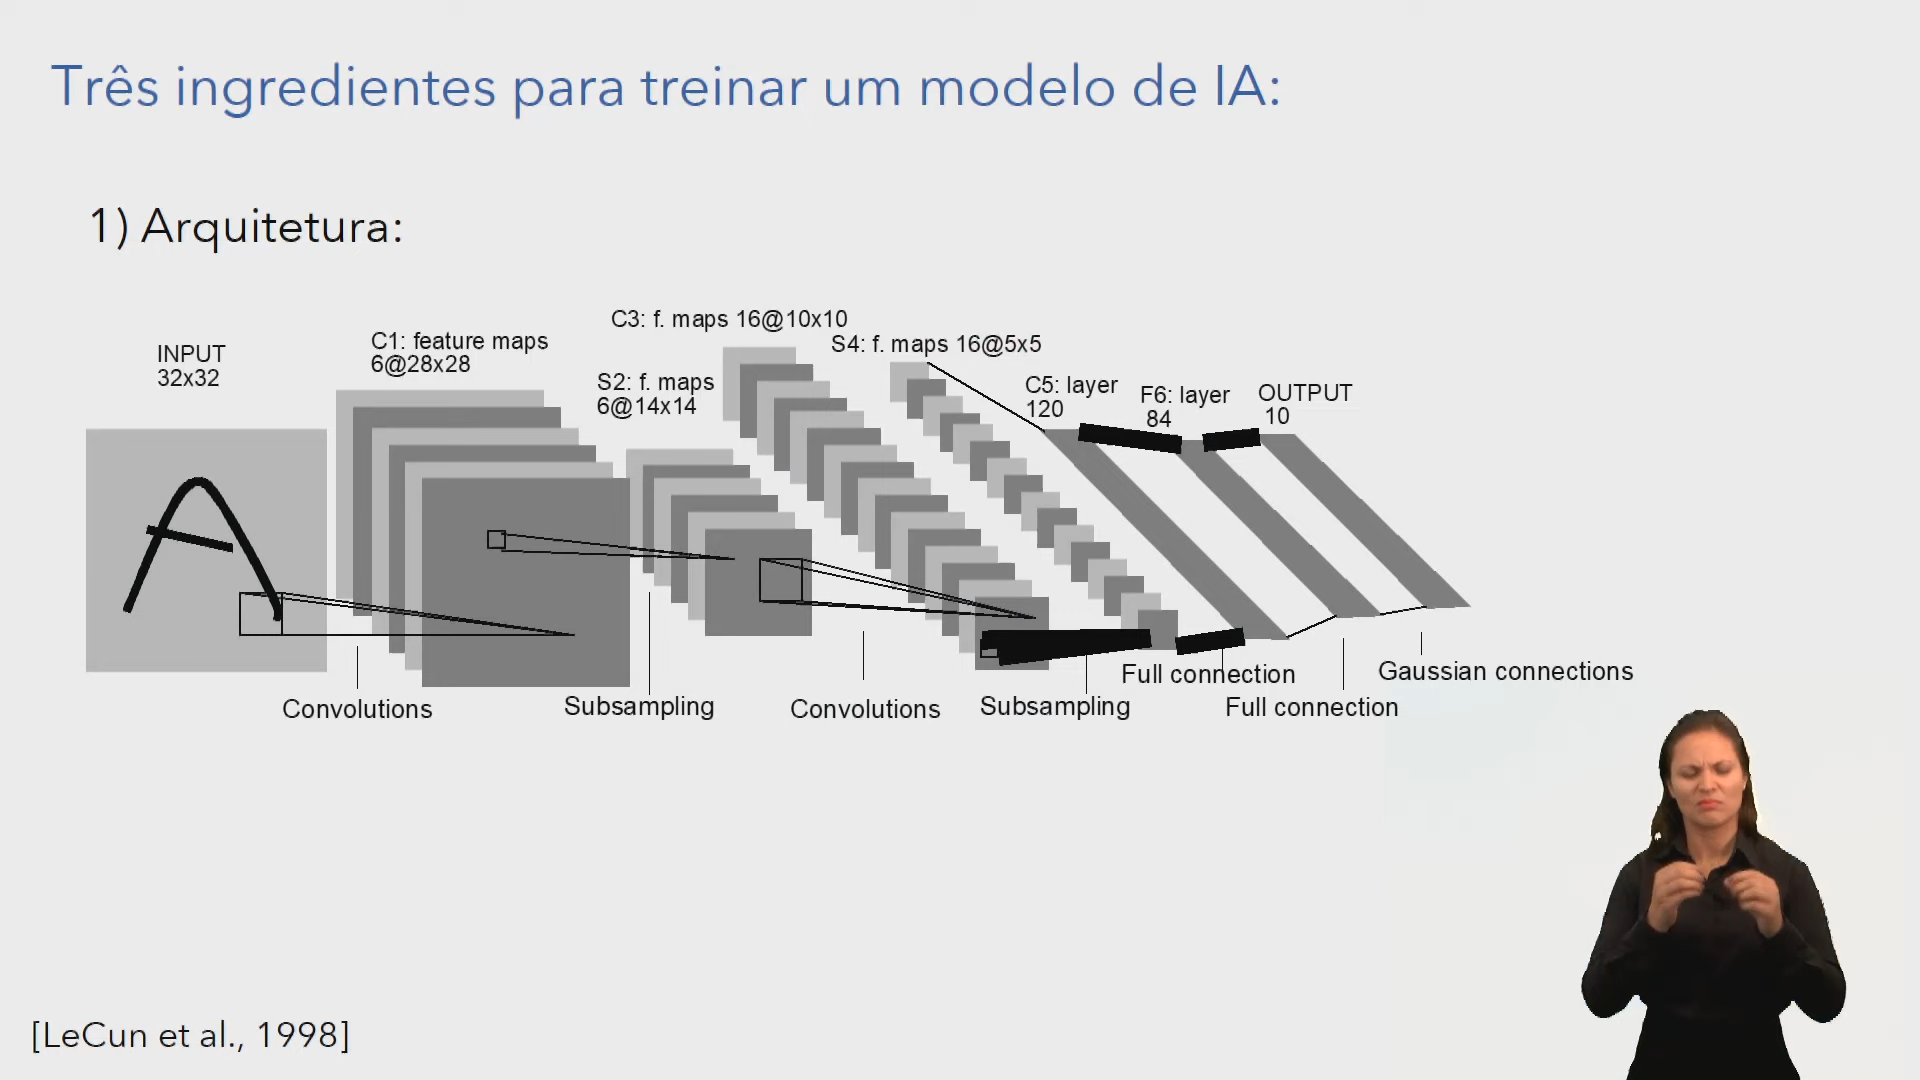 Três ingredientes para treinar um modelo de IA:
1) Arquitetura:
INPUT
32x32
C1: feature maps
6@28x28
S2: f. maps
6@14x14
C3: f. maps 16@10x10
S4: f. maps 16@5x5
C5: layer
120
F6: layer
84
OUTPUT
10
Convolutions
Subsampling
Convolutions
Subsampling
Full connection
Full connection
Gaussian connections
[LeCun et al., 1998]